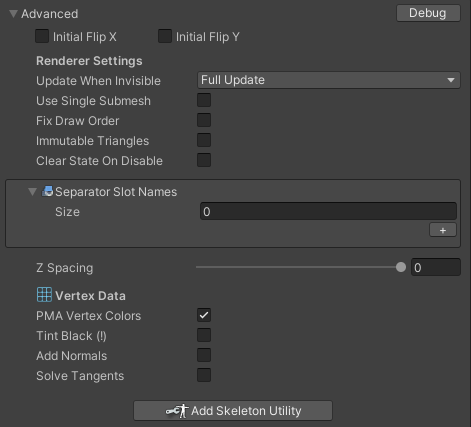 Advanced Debug
Initial Flip X Initial Flip Y
Renderer Settings
Update When Invisible Full Update
Use Single Submesh
Fix Draw Order
Immutable Triangles
Clear State On Disable
Separator Slot Names
Size 0
+
Z Spacing 0
Vertex Data
PMA Vertex Colors
Tint Black (!)
Add Normals
Solve Tangents
Add Skeleton Utility